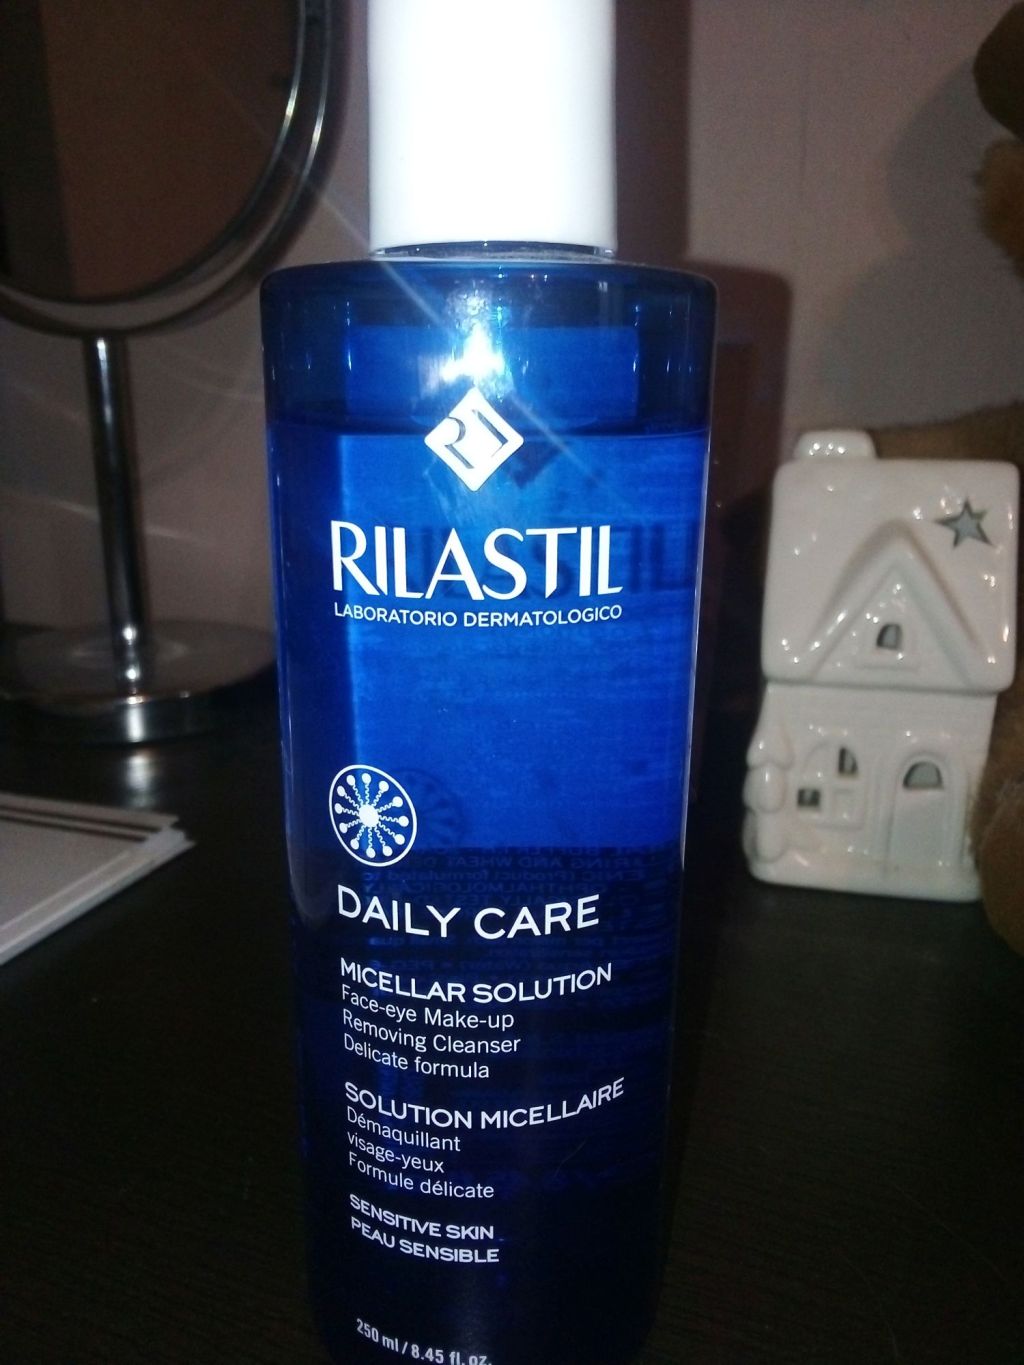 RILASTIL
LABORATORIO DERMATOLOGICO
DAILY CARE
MICELLAR SOLUTION
Face-eye Make-up
Removing Cleanser
Delicate formula
SOLUTION MICELLAIRE
Démaquillant
visage-yeux
Formule délicate
SENSITIVE SKIN
PEAU SENSIBLE
250 ml / 8.45 fl. oz.